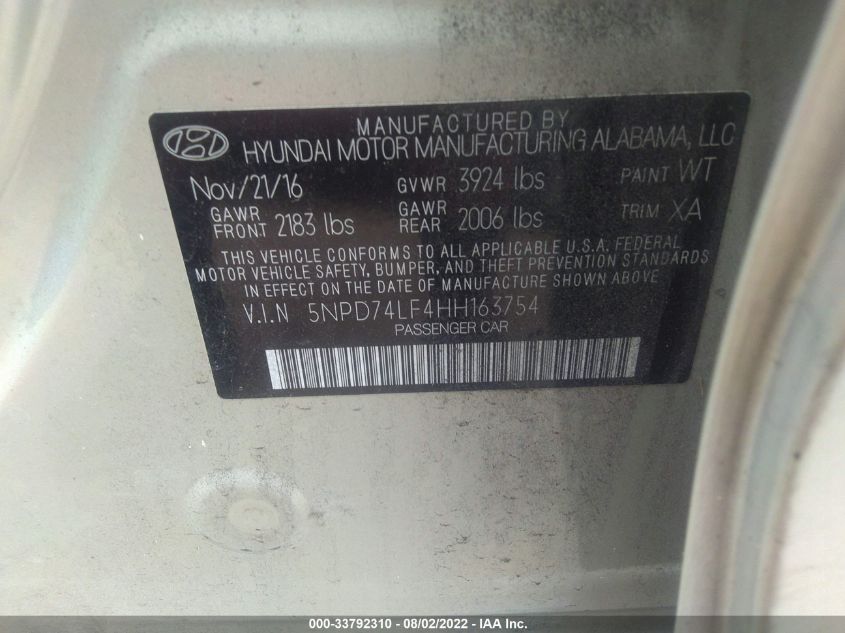 MANUFACTURED BY
HYUNDAI MOTOR MANUFACTURING ALABAMA, LLC
Nov/21/16 GVWR 3924 lbs PAINT WT
GAWR FRONT 2183 lbs GAWR REAR 2006 lbs TRIM XA
THIS VEHICLE CONFORMS TO ALL APPLICABLE U.S.A. FEDERAL
MOTOR VEHICLE SAFETY, BUMPER, AND THEFT PREVENTION STANDARDS
IN EFFECT ON THE DATE OF MANUFACTURE SHOWN ABOVE.
V.I.N 5NPD74LF4HH163754
PASSENGER CAR
000-33792310 - 08/02/2022 - IAA Inc.